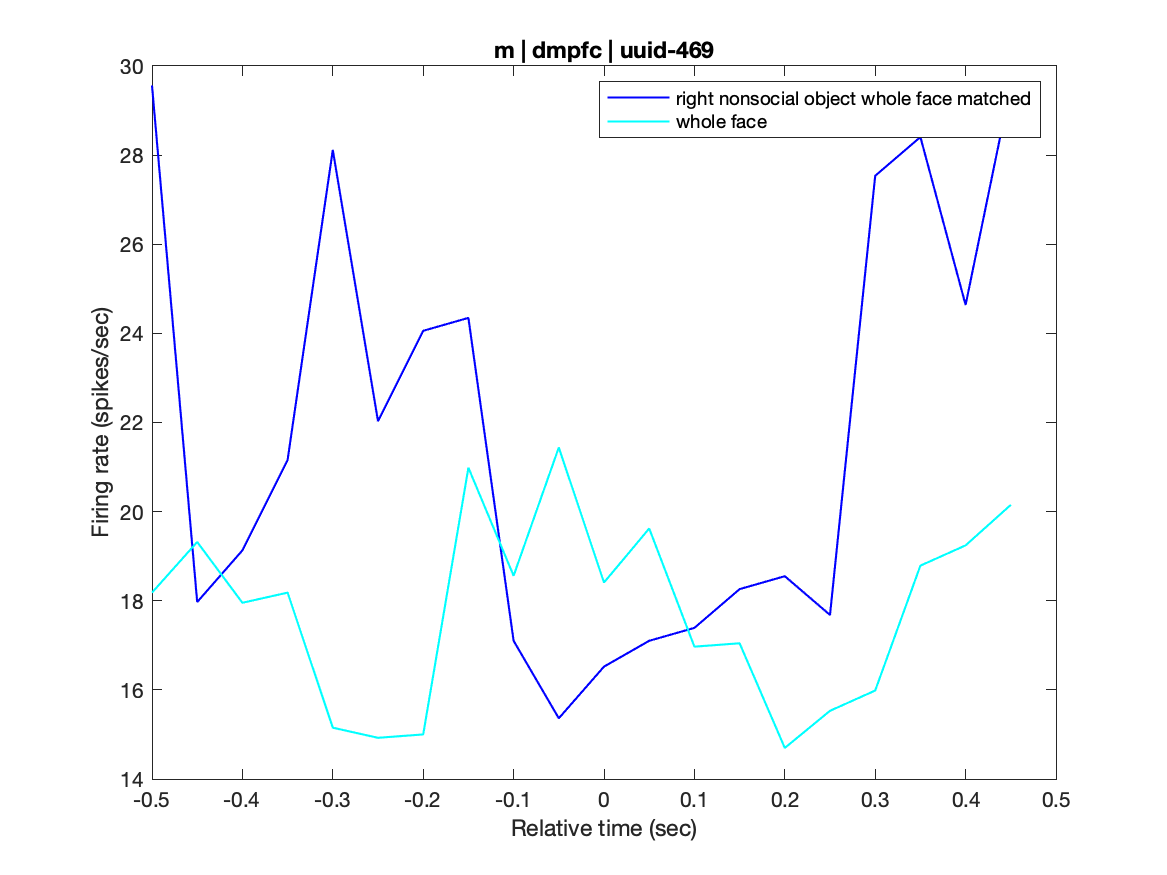 m | dmpfc | uuid-469
30
28
26
24
22
20
18
16
14
Firing rate (spikes/sec)
right nonsocial object whole face matched
whole face
-0.5 -0.4 -0.3 -0.2 -0.1 0 0.1 0.2 0.3 0.4 0.5
Relative time (sec)